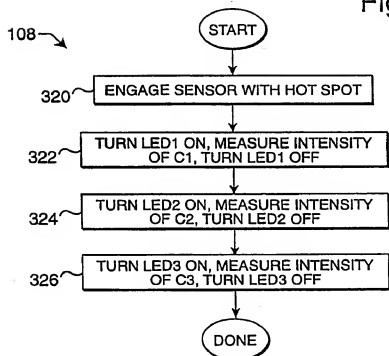 Fig
START
108
320
ENGAGE SENSOR WITH HOT SPOT
322
TURN LED1 ON, MEASURE INTENSITY
OF C1, TURN LED1 OFF
324
TURN LED2 ON, MEASURE INTENSITY
OF C2, TURN LED2 OFF
326
TURN LED3 ON, MEASURE INTENSITY
OF C3, TURN LED3 OFF
DONE